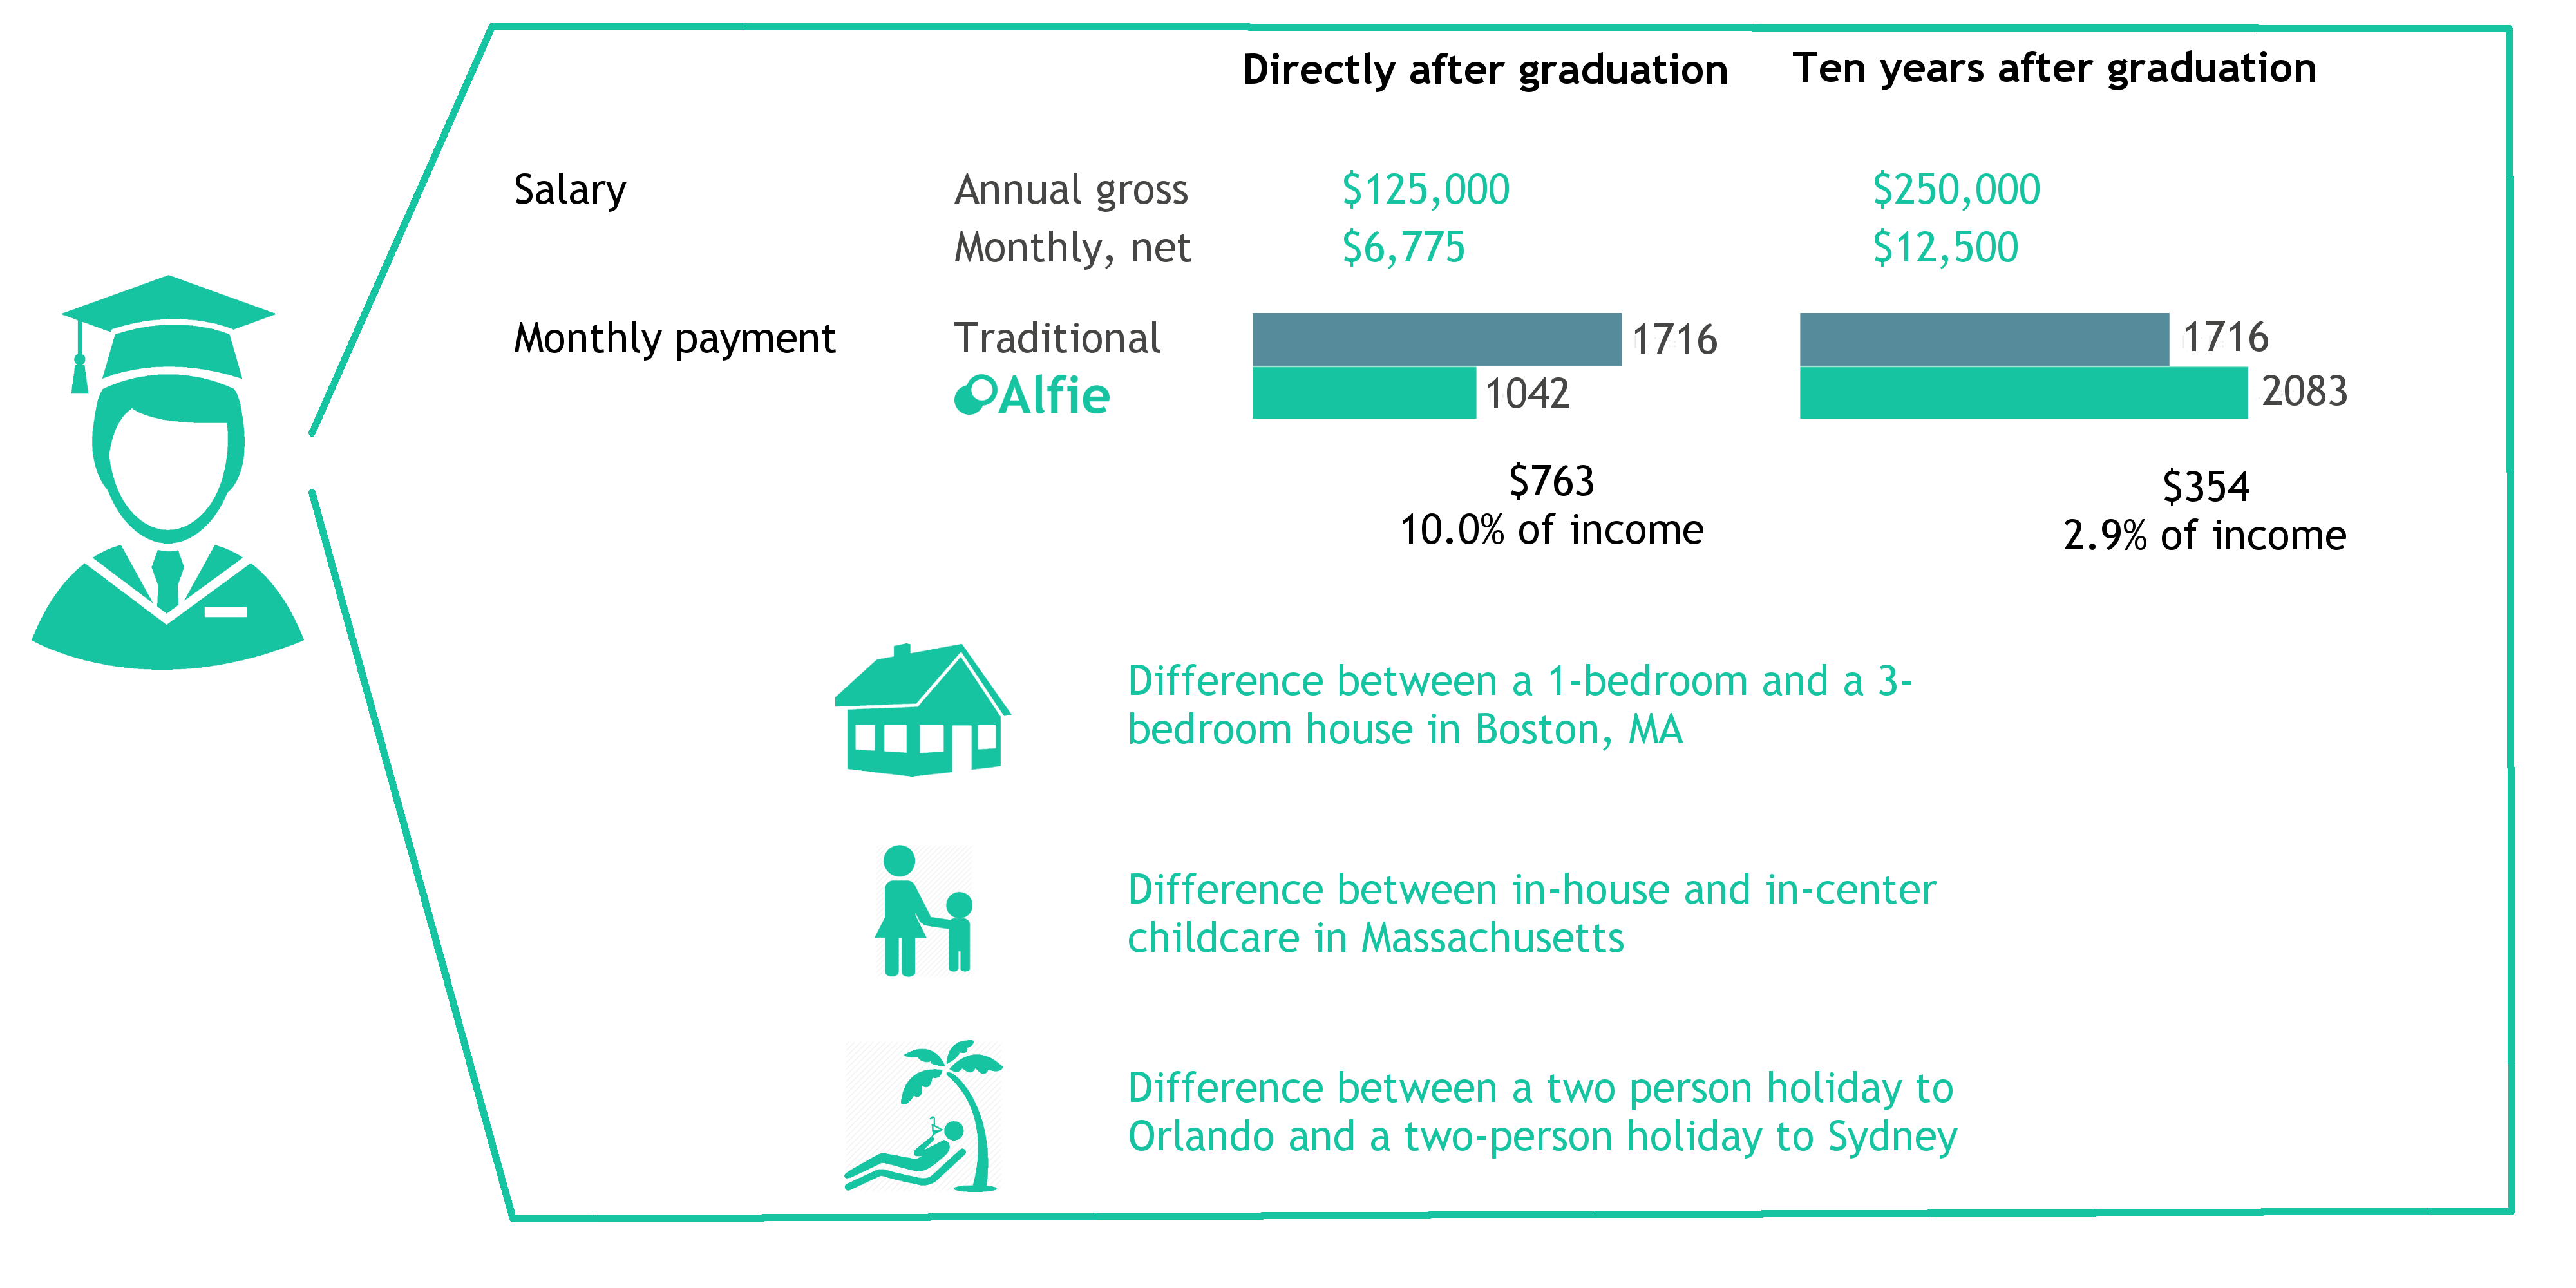 Directly after graduation
Ten years after graduation
Salary
Annual gross
$125,000
$250,000
Monthly, net
$6,775
$12,500
Monthly payment
Traditional
1716
1716
Alfie
1042
2083
$763
10.0% of income
$354
2.9% of income
Difference between a 1-bedroom and a 3-
bedroom house in Boston, MA
Difference between in-house and in-center
childcare in Massachusetts
Difference between a two person holiday to
Orlando and a two-person holiday to Sydney